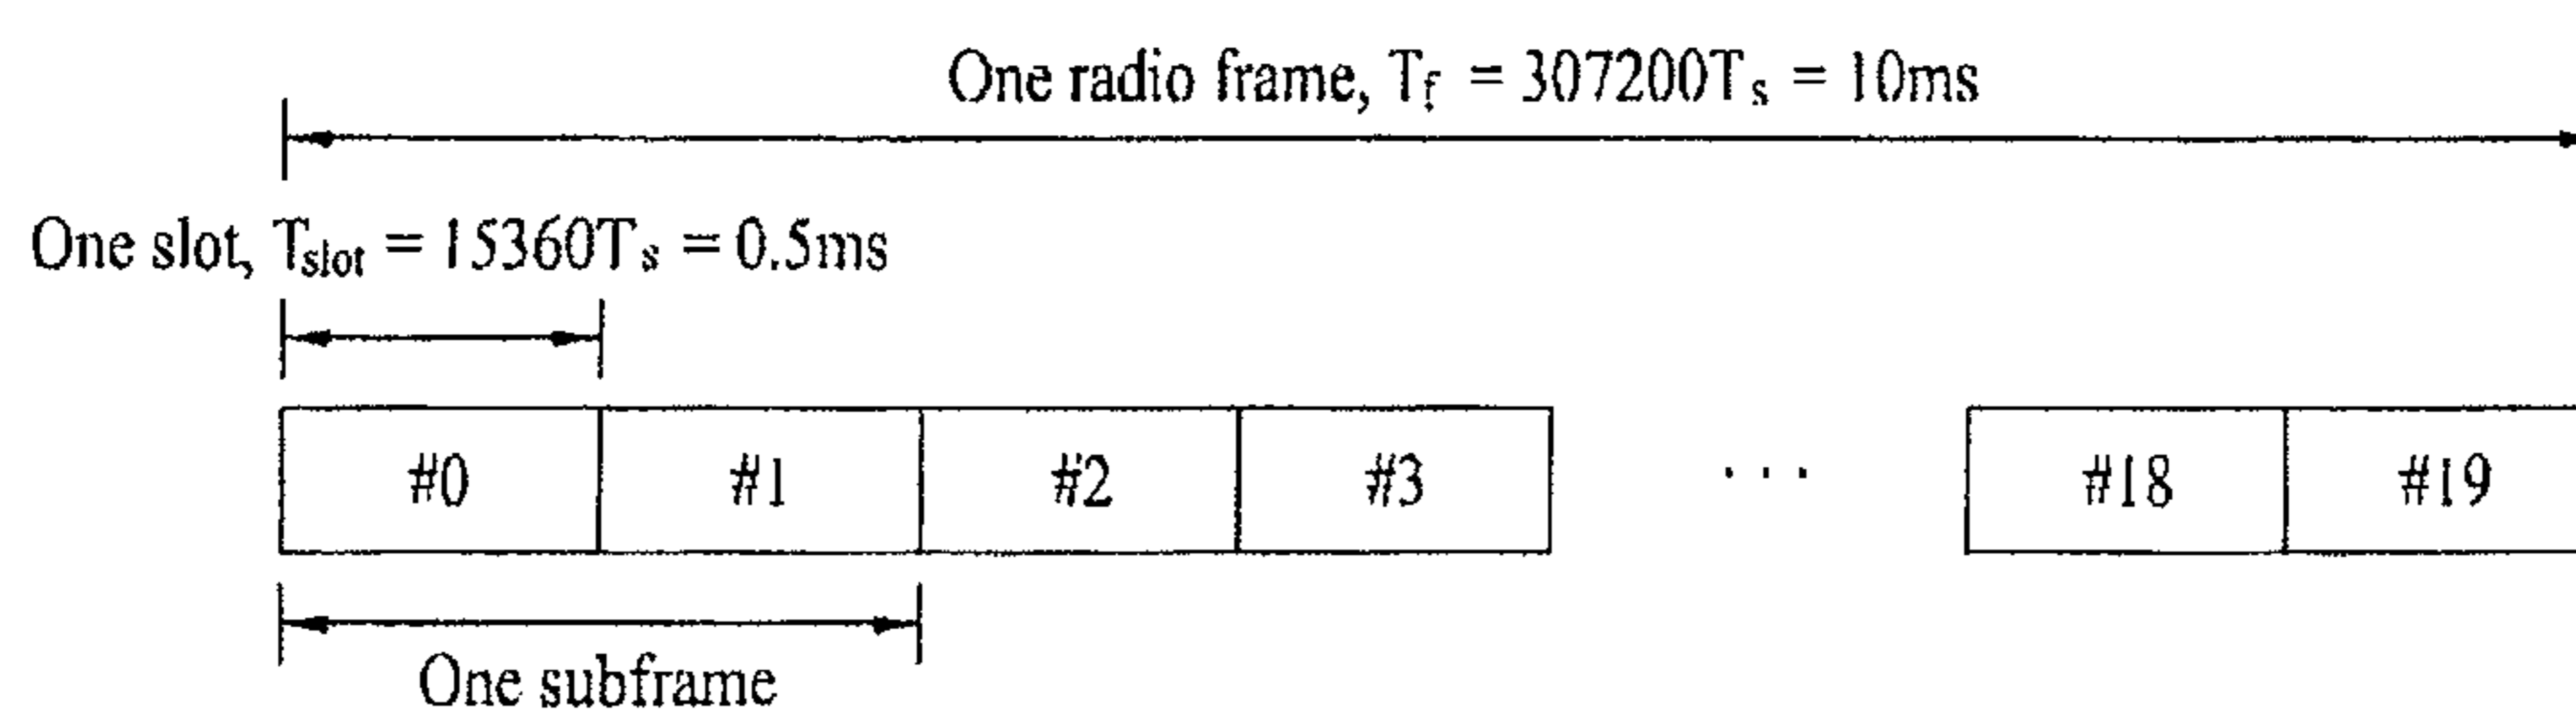 One radio frame, Tf = 307200Ts = 10ms
One slot, Tslot = 15360Ts = 0.5ms
#0 #1 #2 #3 ... #18 #19
One subframe